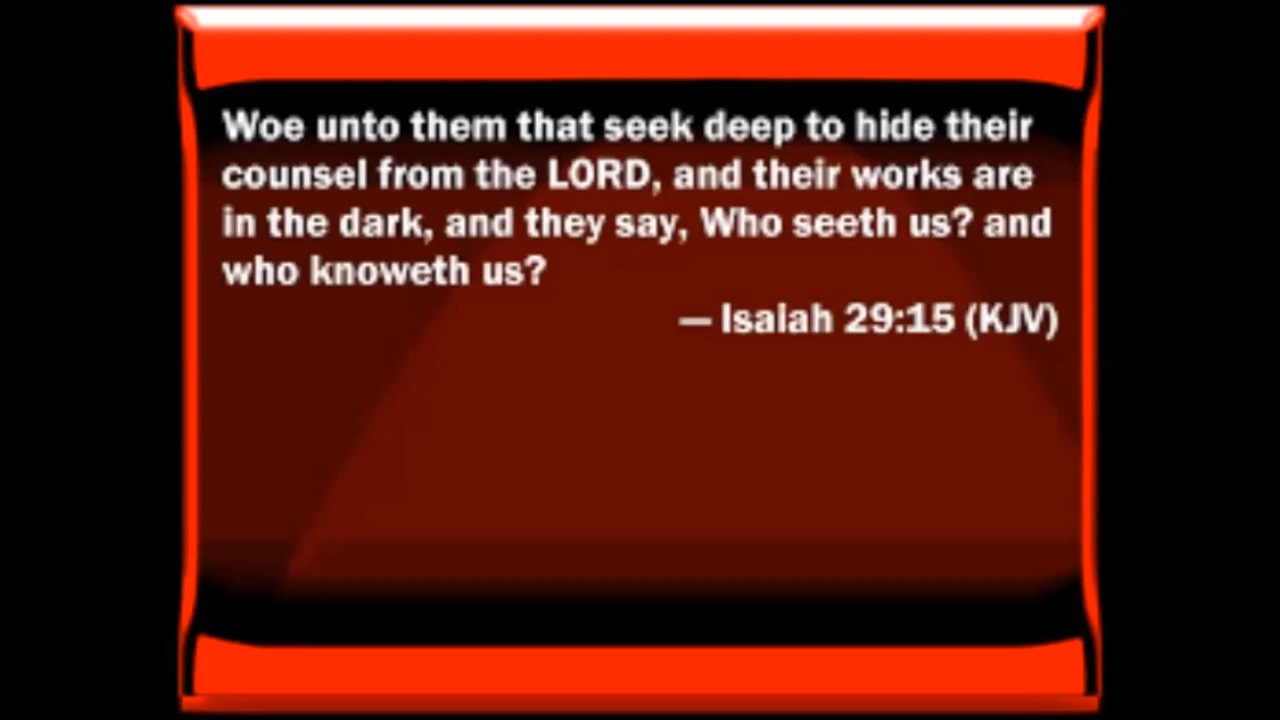 Woe unto them that seek deep to hide their
counsel from the LORD, and their works are
in the dark, and they say, Who seeth us? and
who knoweth us?
— Isaiah 29:15 (KJV)